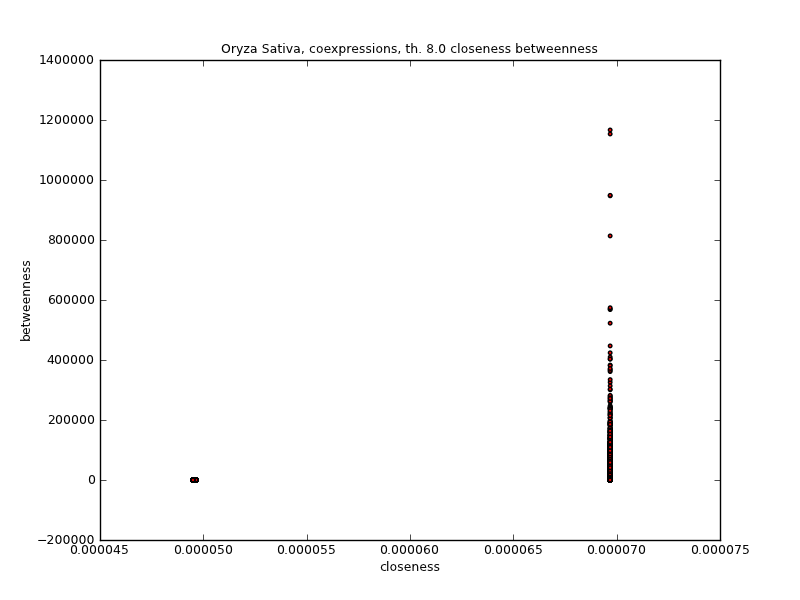 Oryza Sativa, coexpressions, th. 8.0 closeness betweenness
1400000
1200000
1000000
800000
600000
400000
200000
0
−200000
betweenness
0.000045 0.000050 0.000055 0.000060 0.000065 0.000070 0.000075
closeness